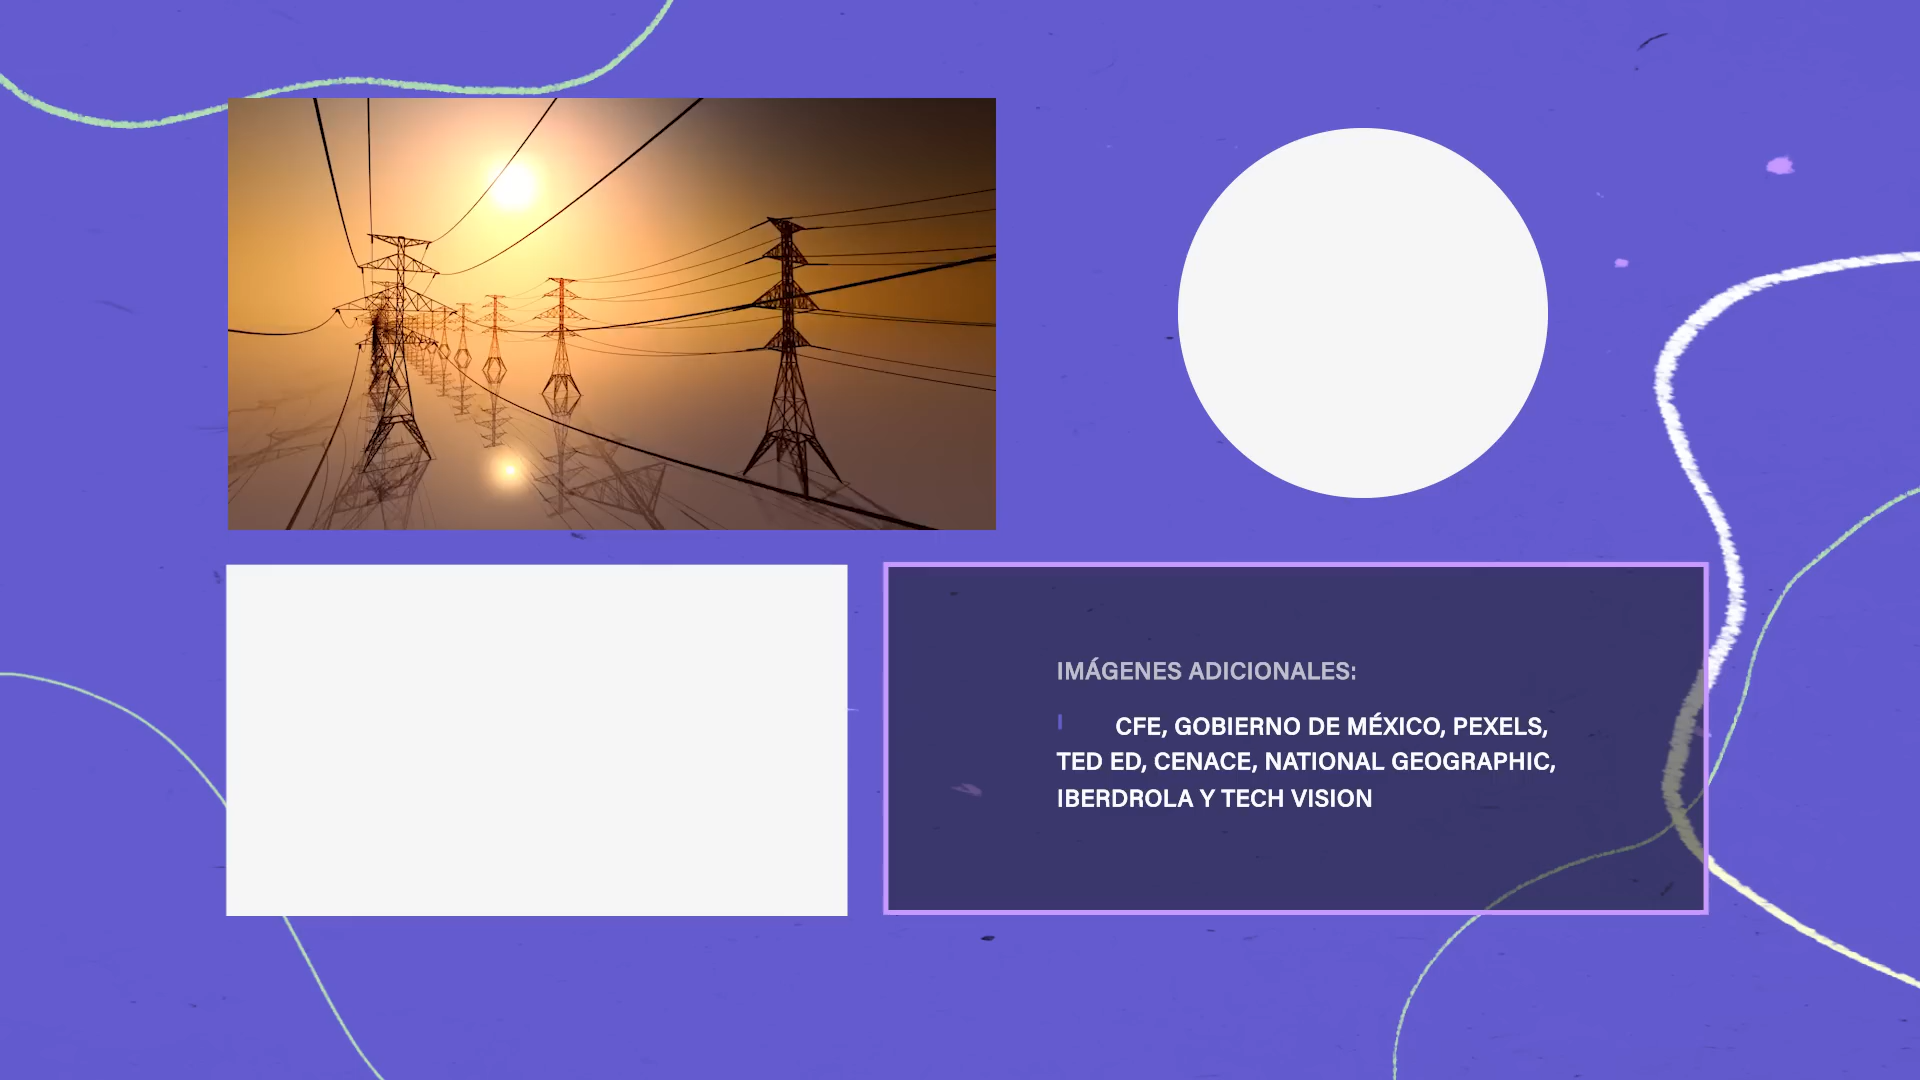 IMÁGENES ADICIONALES:
CFE, GOBIERNO DE MÉXICO, PEXELS,
TED ED, CENACE, NATIONAL GEOGRAPHIC,
IBERDROLA Y TECH VISION